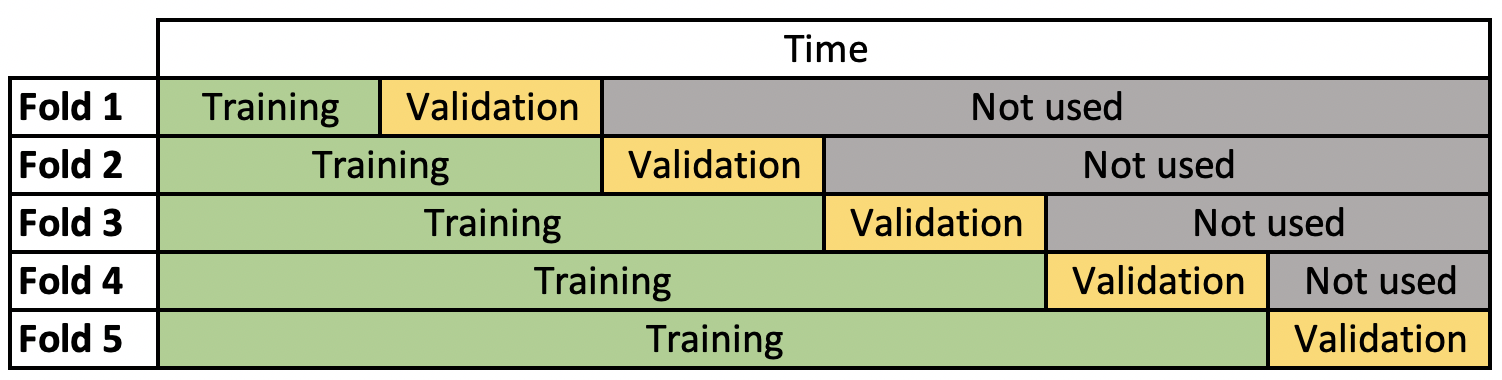 Time
Fold 1 Training Validation Not used
Fold 2 Training Validation Not used
Fold 3 Training Validation Not used
Fold 4 Training Validation Not used
Fold 5 Training Validation